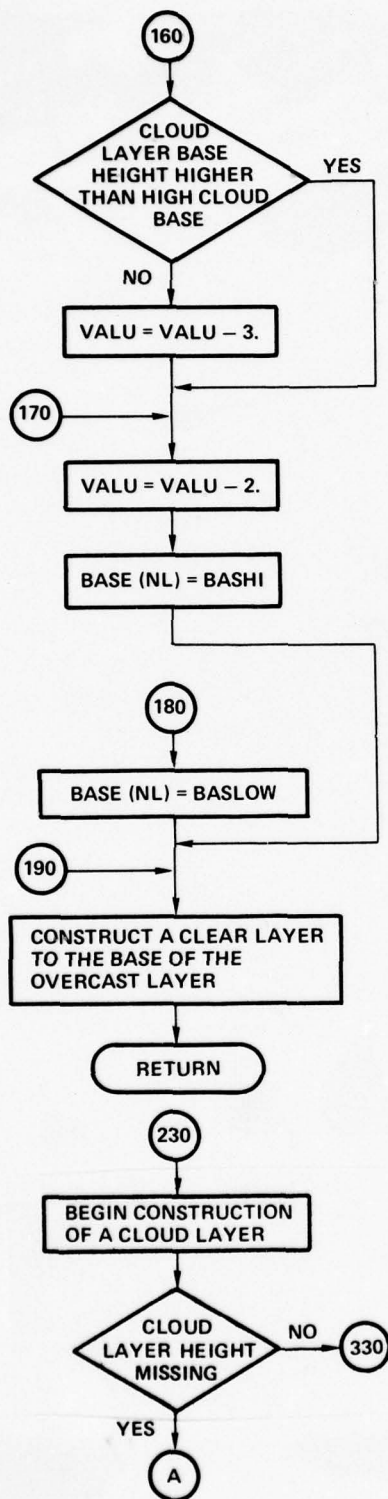 160
CLOUD
LAYER BASE
HEIGHT HIGHER
THAN HIGH CLOUD
BASE
YES
NO
VALU = VALU – 3.
170
VALU = VALU – 2.
BASE (NL) = BASHI
180
BASE (NL) = BASLOW
190
CONSTRUCT A CLEAR LAYER
TO THE BASE OF THE
OVERCAST LAYER
RETURN
230
BEGIN CONSTRUCTION
OF A CLOUD LAYER
CLOUD
LAYER HEIGHT
MISSING
NO
330
YES
A